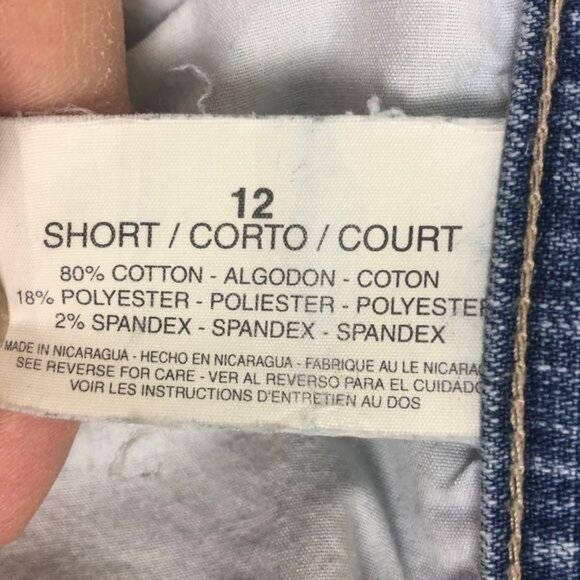 12
SHORT / CORTO / COURT
80% COTTON - ALGODON - COTON
18% POLYESTER - POLIESTER - POLYESTER
2% SPANDEX - SPANDEX - SPANDEX
MADE IN NICARAGUA - HECHO EN NICARAGUA - FABRIQUE AU LE NICARA
SEE REVERSE FOR CARE - VER AL REVERSO PARA EL CUIDADO
VOIR LES INSTRUCTIONS D'ENTRETIEN AU DOS